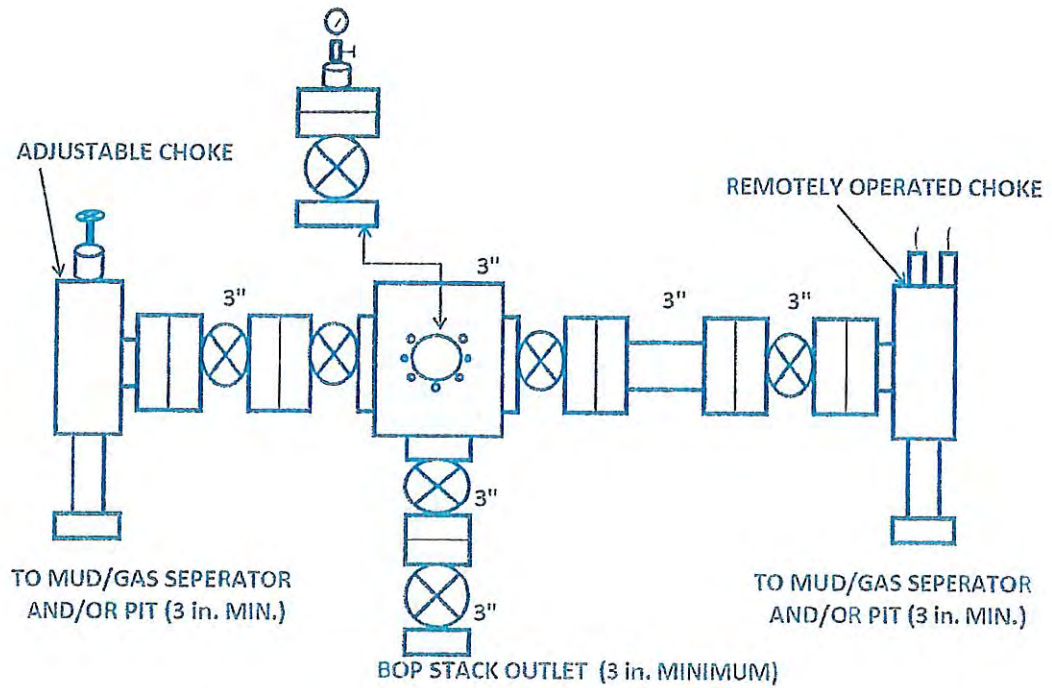 ADJUSTABLE CHOKE
REMOTELY OPERATED CHOKE
3"
3"
3"
3"
3"
3"
TO MUD/GAS SEPERATOR
AND/OR PIT (3 in. MIN.)
TO MUD/GAS SEPERATOR
AND/OR PIT (3 in. MIN.)
BOP STACK OUTLET (3 in. MINIMUM)